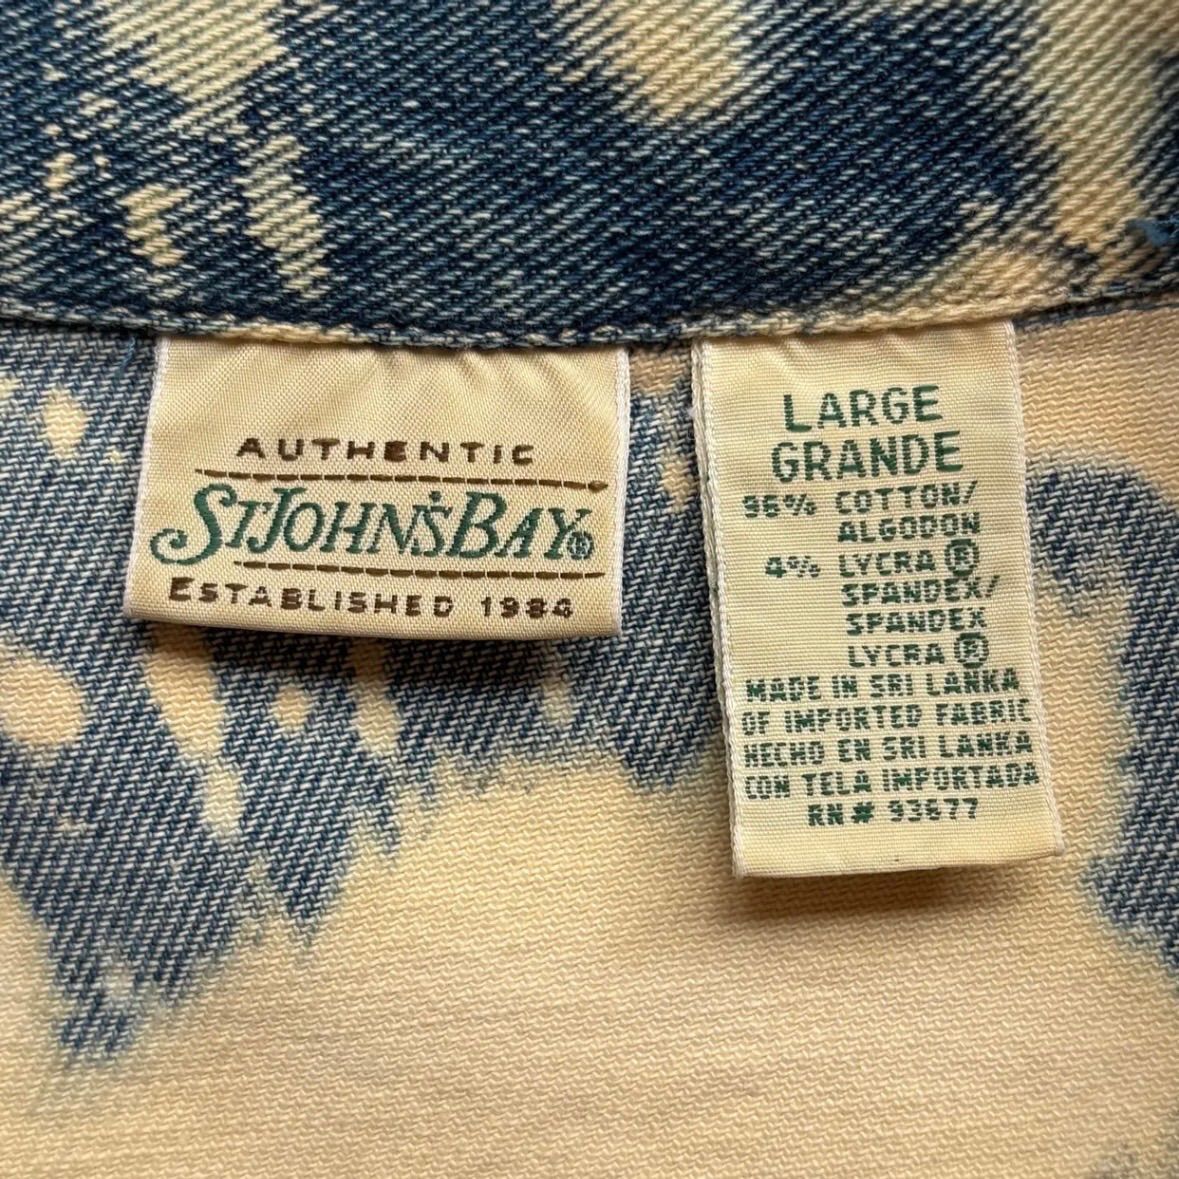 AUTHENTIC
ST. JOHN'S BAY®
ESTABLISHED 1984
LARGE
GRANDE
96% COTTON/
ALGODON
4% LYCRA ®
SPANDEX/
SPANDEX
LYCRA ®
MADE IN SRI LANKA
OF IMPORTED FABRIC
HECHO EN SRI LANKA
CON TELA IMPORTADA
RN# 93677